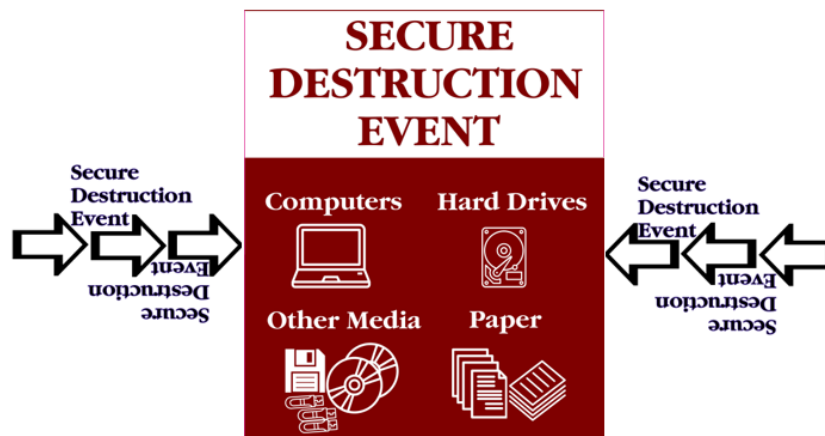 SECURE
DESTRUCTION
EVENT
Secure
Destruction
Event
Secure
Destruction
Event
Computers
Hard Drives
Other Media
Paper
Secure
Destruction
Event
Secure
Destruction
Event